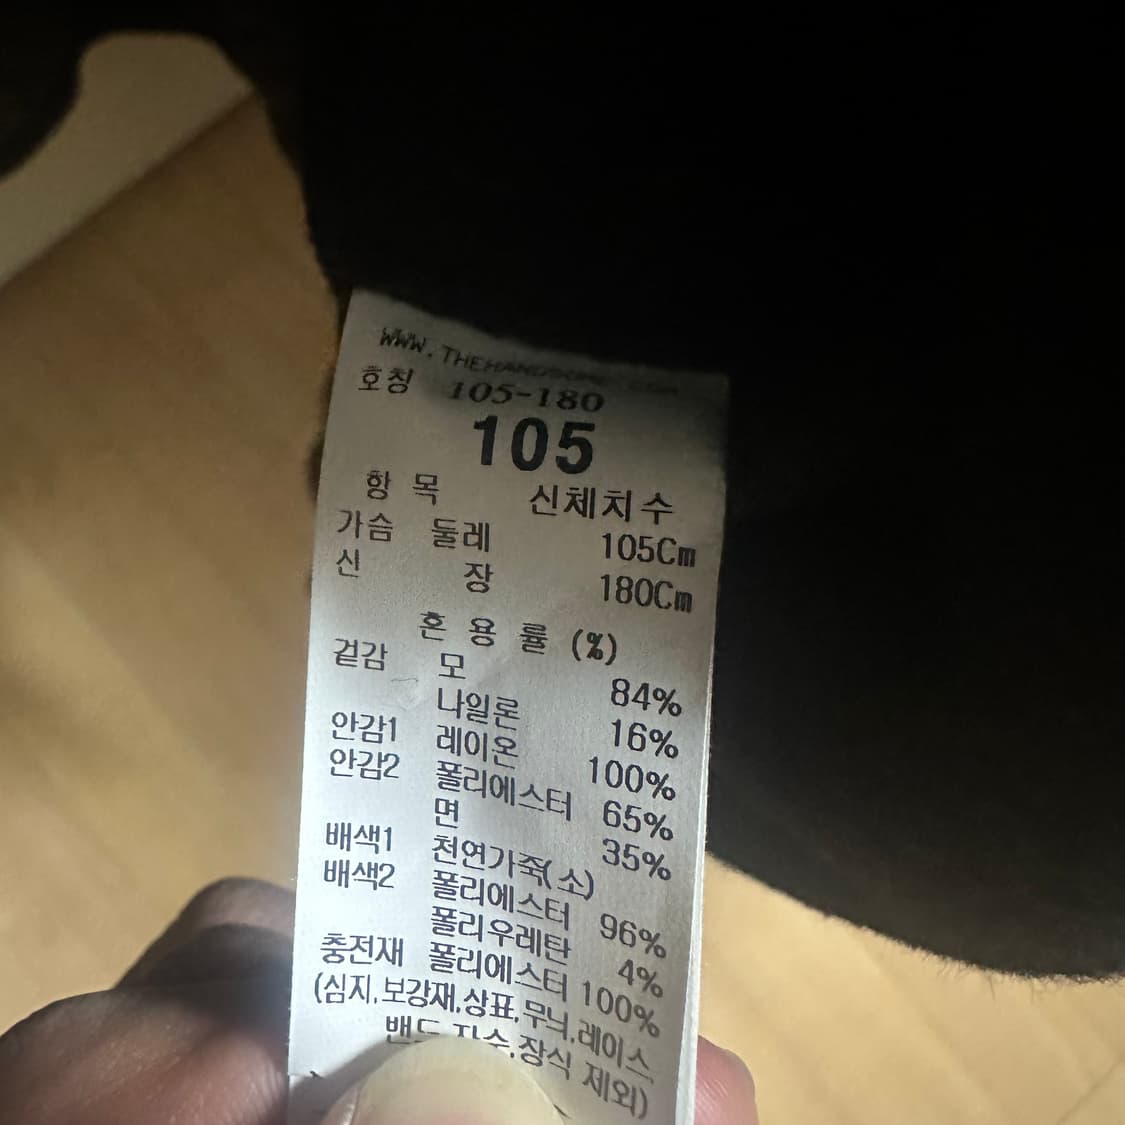 WWW.THEHANDSOME.COM
호칭 105-180
105
항 목 신체치수
가슴 둘레 105Cm
신 장 180Cm
혼 용 률 (%)
겉감 모 84%
나일론 16%
안감1 레이온 100%
안감2 폴리에스터 65%
면 35%
배색1 천연가죽(소)
배색2 폴리에스터 96%
폴리우레탄 4%
충전재 폴리에스터 100%
(심지,보강재,상표,무늬,레이스,
밴드,자수,장식 제외)